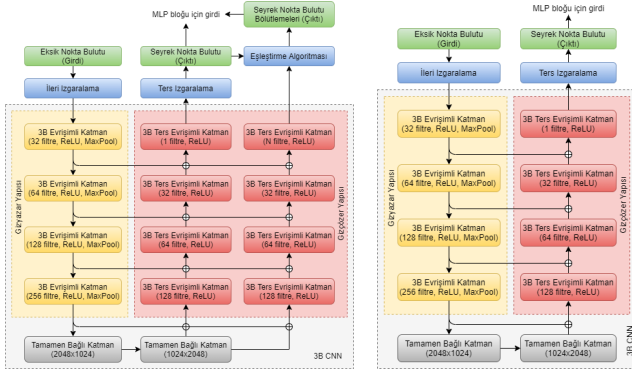 MLP bloğu için girdi
Seyrek Nokta Bulutu
Bölütlemeleri (Çıktı)
Eksik Nokta Bulutu
(Girdi)
Seyrek Nokta Bulutu
(Çıktı)
Eşleştirme Algoritması
İleri Izgaralama
Ters Izgaralama
Gizyazar Yapısı
3B Evrişimli Katman
(32 filtre, ReLU, MaxPool)
3B Evrişimli Katman
(64 filtre, ReLU, MaxPool)
3B Evrişimli Katman
(128 filtre, ReLU, MaxPool)
3B Evrişimli Katman
(256 filtre, ReLU, MaxPool)
3B Ters Evrişimli Katman
(1 filtre, ReLU)
3B Ters Evrişimli Katman
(32 filtre, ReLU)
3B Ters Evrişimli Katman
(64 filtre, ReLU)
3B Ters Evrişimli Katman
(128 filtre, ReLU)
3B Ters Evrişimli Katman
(N filtre, ReLU)
3B Ters Evrişimli Katman
(32 filtre, ReLU)
3B Ters Evrişimli Katman
(64 filtre, ReLU)
3B Ters Evrişimli Katman
(128 filtre, ReLU)
Gizçözer Yapısı
Tamamen Bağlı Katman
(2048x1024)
Tamamen Bağlı Katman
(1024x2048)
3B CNN
MLP bloğu için girdi
Eksik Nokta Bulutu
(Girdi)
Seyrek Nokta Bulutu
(Çıktı)
İleri Izgaralama
Ters Izgaralama
Gizyazar Yapısı
3B Evrişimli Katman
(32 filtre, ReLU, MaxPool)
3B Evrişimli Katman
(64 filtre, ReLU, MaxPool)
3B Evrişimli Katman
(128 filtre, ReLU, MaxPool)
3B Evrişimli Katman
(256 filtre, ReLU, MaxPool)
3B Ters Evrişimli Katman
(1 filtre, ReLU)
3B Ters Evrişimli Katman
(32 filtre, ReLU)
3B Ters Evrişimli Katman
(64 filtre, ReLU)
3B Ters Evrişimli Katman
(128 filtre, ReLU)
Gizçözer Yapısı
Tamamen Bağlı Katman
(2048x1024)
Tamamen Bağlı Katman
(1024x2048)
3B CNN